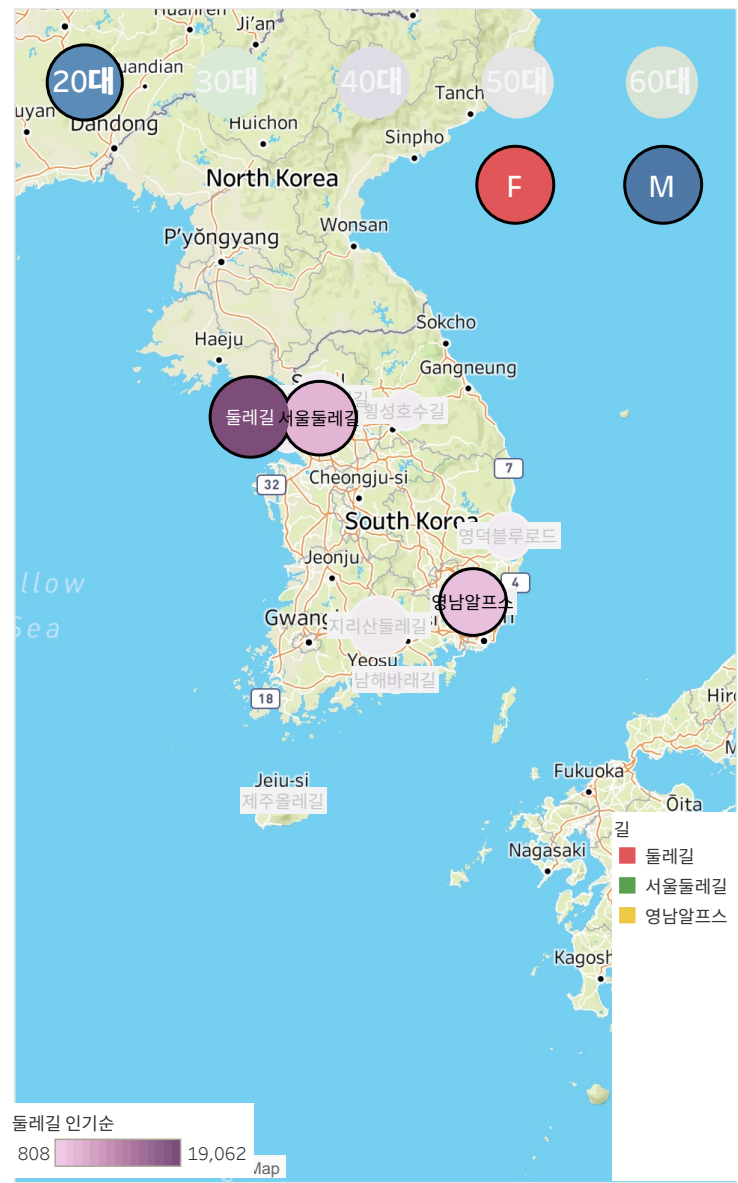 Ji'an
20대
30대
40대
50대
60대
Dandong
Huichon
Sinpho
North Korea
F
M
P'yŏngyang
Wonsan
Haeju
Sokcho
Gangneung
둘레길
서울둘레길
횡성호수길
7
32
Cheongju-si
South Korea
영덕블루로드
Jeonju
4
영남알프스
지리산둘레길
Yeosu
남해바래길
18
Sea
Jeju-si
제주올레길
Fukuoka
Ōita
길
둘레길
서울둘레길
영남알프스
Nagasaki
둘레길 인기순
808
19,062
Map